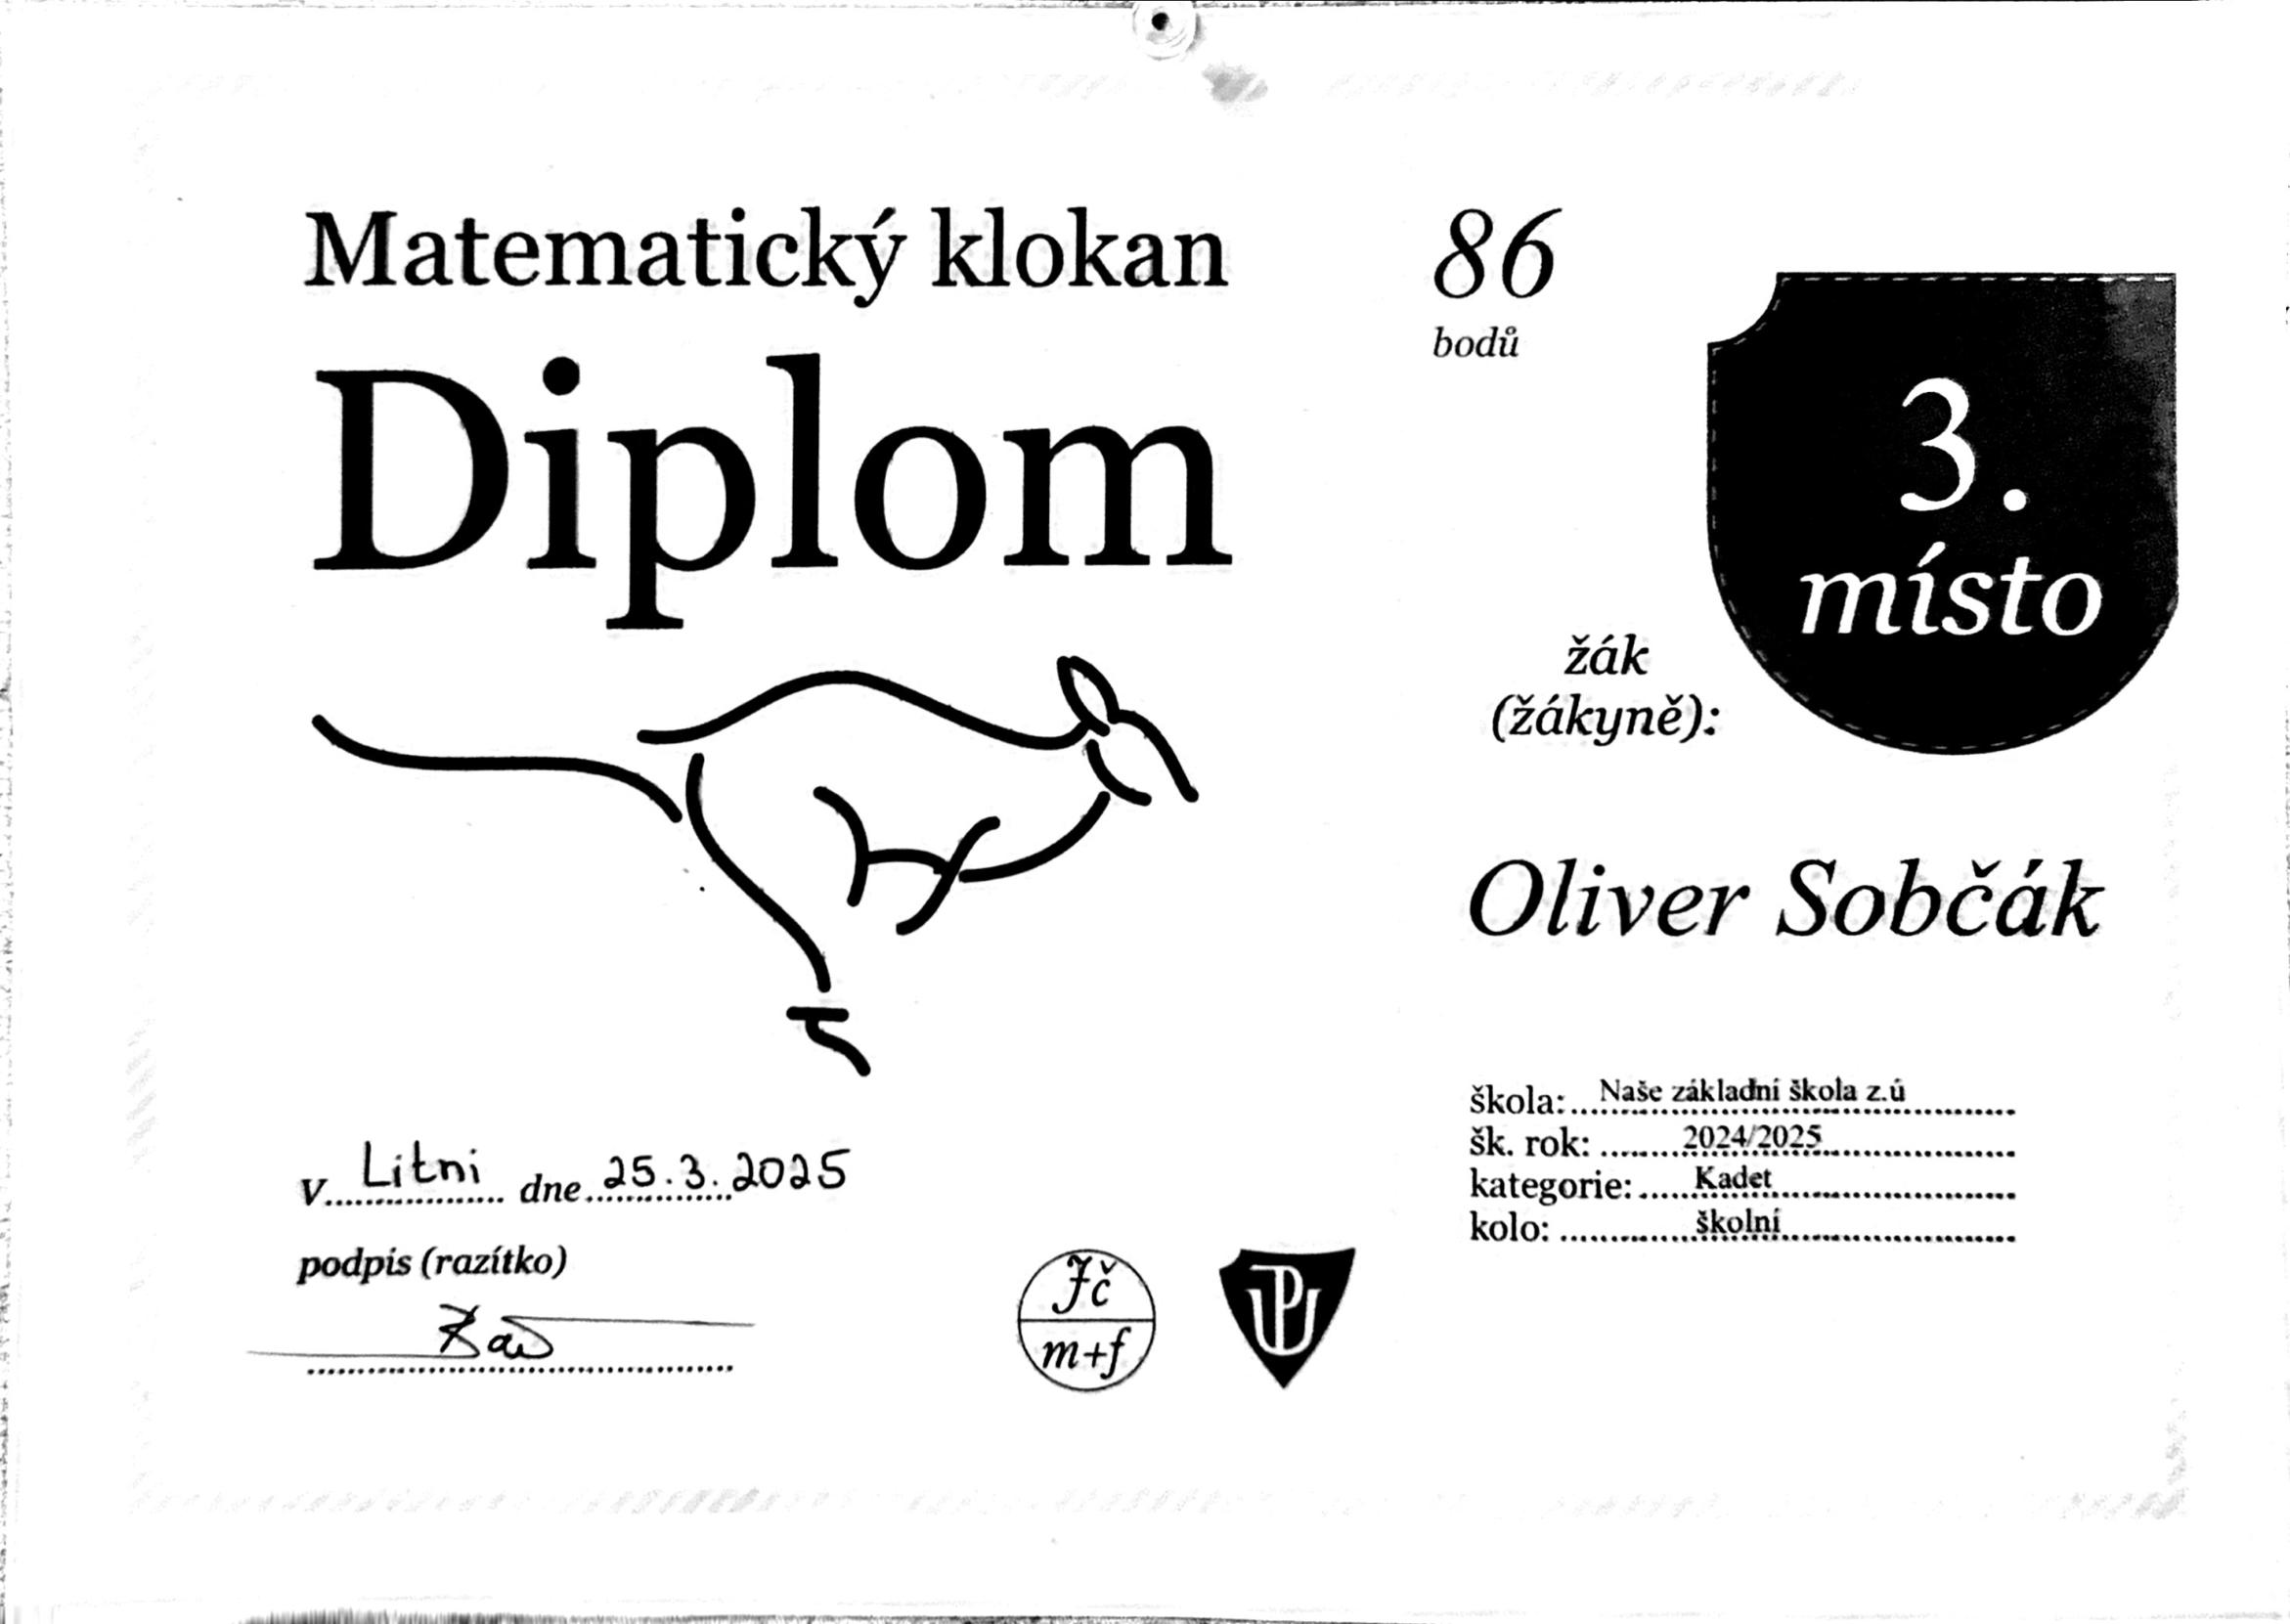 Matematický klokan
Diplom
86
bodů
3.
místo
žák
(žákyně):
Oliver Sobčák
škola: Naše základní škola z.ú
šk. rok: 2024/2025
kategorie: Kadet
kolo: školní
v Litni dne 25.3.2025
podpis (razítko)
Jč
m+f
UP